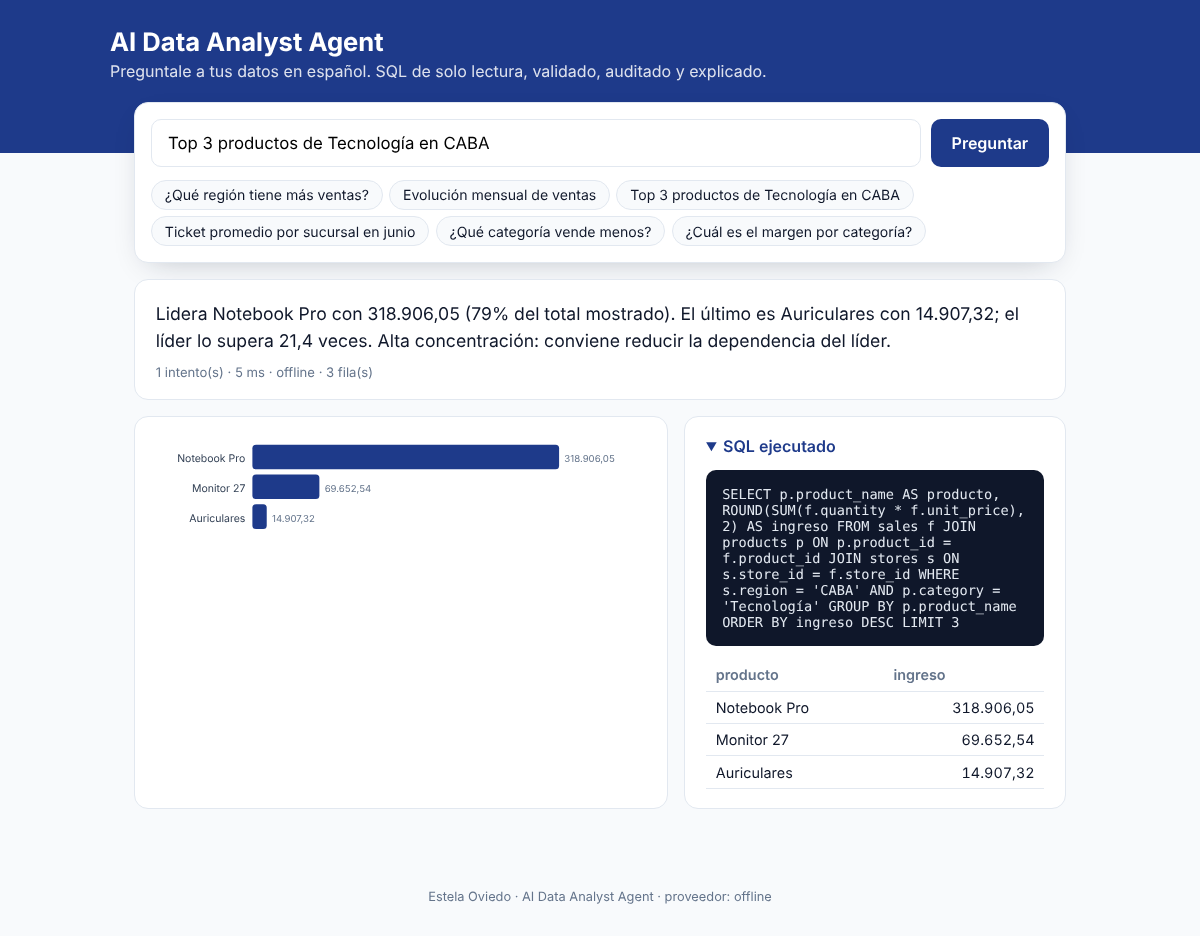 AI Data Analyst Agent
Preguntale a tus datos en español. SQL de solo lectura, validado, auditado y explicado.
Top 3 productos de Tecnología en CABA
Preguntar
¿Qué región tiene más ventas?
Evolución mensual de ventas
Top 3 productos de Tecnología en CABA
Ticket promedio por sucursal en junio
¿Qué categoría vende menos?
¿Cuál es el margen por categoría?
Lidera Notebook Pro con 318.906,05 (79% del total mostrado). El último es Auriculares con 14.907,32; el
líder lo supera 21,4 veces. Alta concentración: conviene reducir la dependencia del líder.
1 intento(s) · 5 ms · offline · 3 fila(s)
Notebook Pro 318.906,05
Monitor 27 69.652,54
Auriculares 14.907,32
▼ SQL ejecutado
SELECT p.product_name AS producto,
ROUND(SUM(f.quantity * f.unit_price),
2) AS ingreso FROM sales f JOIN
products p ON p.product_id =
f.product_id JOIN stores s ON
s.store_id = f.store_id WHERE
s.region = 'CABA' AND p.category =
'Tecnología' GROUP BY p.product_name
ORDER BY ingreso DESC LIMIT 3
producto ingreso
Notebook Pro 318.906,05
Monitor 27 69.652,54
Auriculares 14.907,32
Estela Oviedo · AI Data Analyst Agent · proveedor: offline